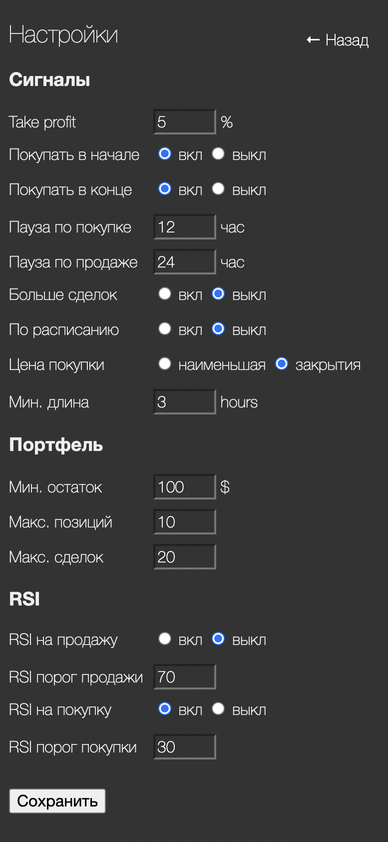 Настройки
← Назад
Сигналы
Take profit 5 %
Покупать в начале вкл выкл
Покупать в конце вкл выкл
Пауза по покупке 12 час
Пауза по продаже 24 час
Больше сделок вкл выкл
По расписанию вкл выкл
Цена покупки наименьшая закрытия
Мин. длина 3 hours
Портфель
Мин. остаток 100 $
Макс. позиций 10
Макс. сделок 20
RSI
RSI на продажу вкл выкл
RSI порог продажи 70
RSI на покупку вкл выкл
RSI порог покупки 30
Сохранить